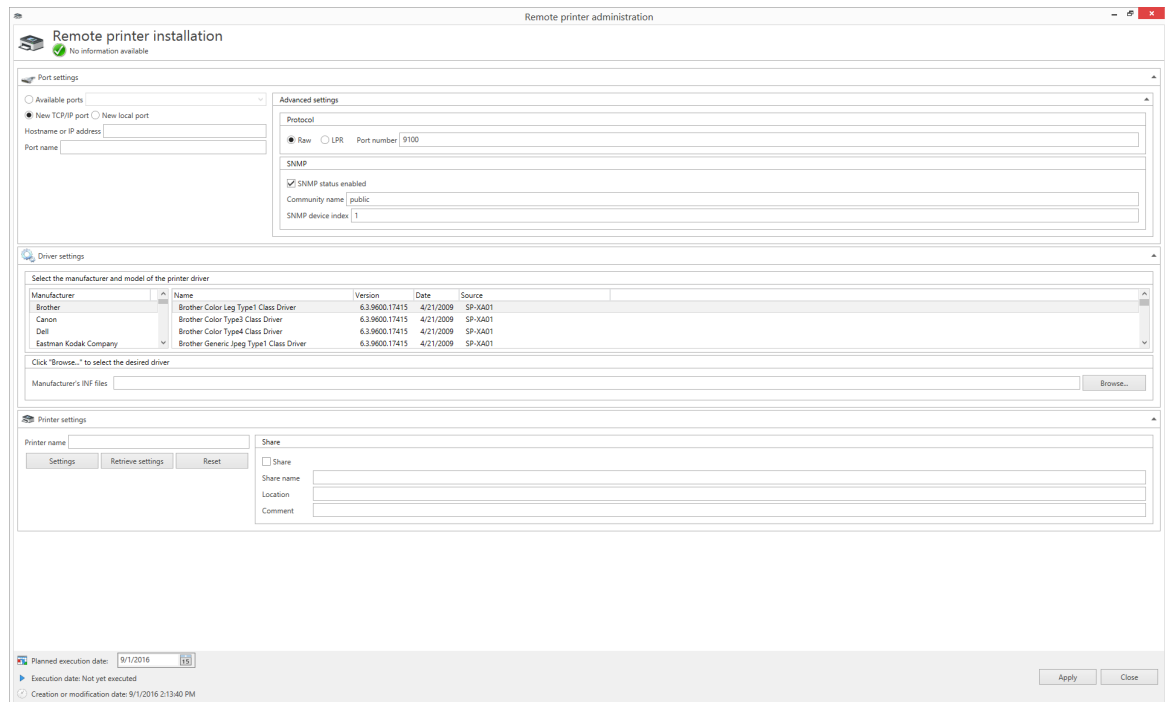 Remote printer administration
Remote printer installation
No information available
Port settings
Available ports
New TCP/IP port New local port
Hostname or IP address
Port name
Advanced settings
Protocol
Raw LPR Port number 9100
SNMP
SNMP status enabled
Community name public
SNMP device index 1
Driver settings
Select the manufacturer and model of the printer driver
Manufacturer Name Version Date Source
Brother Brother Color Leg Type1 Class Driver 6.3.9600.17415 4/21/2009 SP-XA01
Canon Brother Color Type3 Class Driver 6.3.9600.17415 4/21/2009 SP-XA01
Dell Brother Color Type4 Class Driver 6.3.9600.17415 4/21/2009 SP-XA01
Eastman Kodak Company Brother Generic Jpeg Type1 Class Driver 6.3.9600.17415 4/21/2009 SP-XA01
Click "Browse..." to select the desired driver
Manufacturer's INF files Browse...
Printer settings
Printer name
Settings Retrieve settings Reset
Share
Share
Share name
Location
Comment
Planned execution date: 9/1/2016 15
Execution date: Not yet executed
Creation or modification date: 9/1/2016 2:13:40 PM
Apply Close